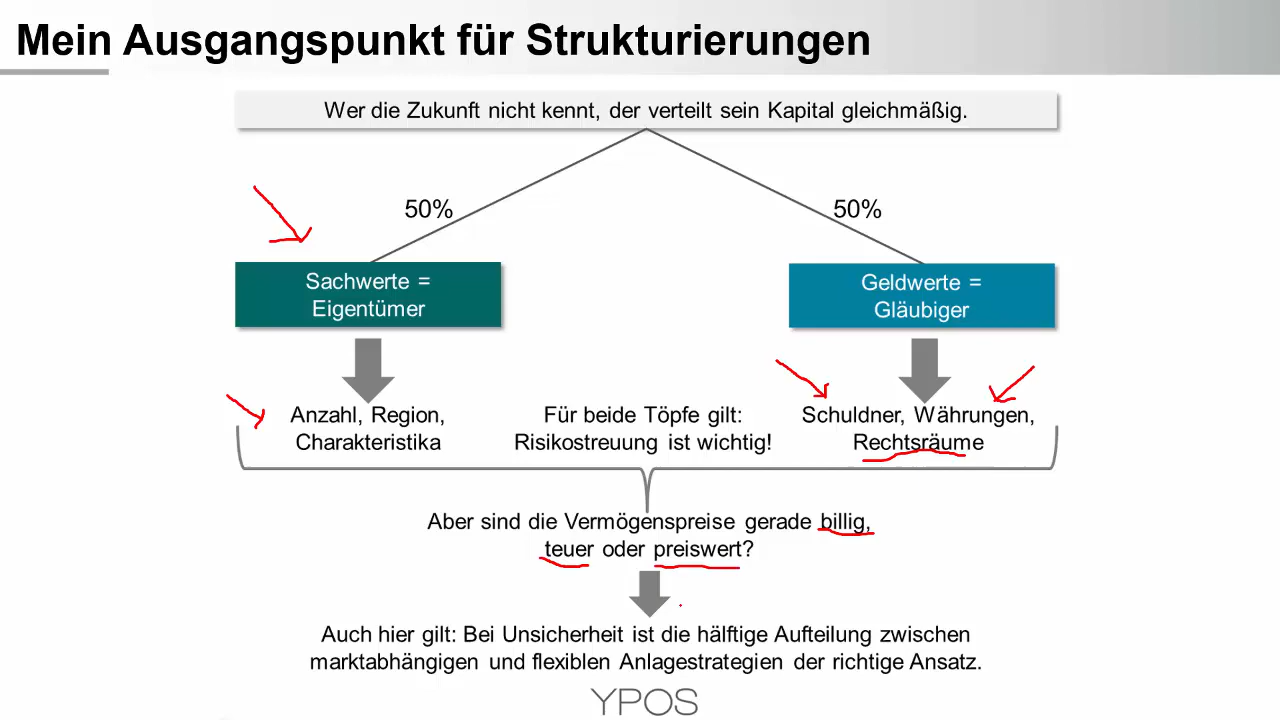 Mein Ausgangspunkt für Strukturierungen
Wer die Zukunft nicht kennt, der verteilt sein Kapital gleichmäßig.
50%
50%
Sachwerte =
Eigentümer
Geldwerte =
Gläubiger
Anzahl, Region,
Charakteristika
Für beide Töpfe gilt:
Risikostreuung ist wichtig!
Schuldner, Währungen,
Rechtsräume
Aber sind die Vermögenspreise gerade billig,
teuer oder preiswert?
Auch hier gilt: Bei Unsicherheit ist die hälftige Aufteilung zwischen
marktabhängigen und flexiblen Anlagestrategien der richtige Ansatz.
YPOS